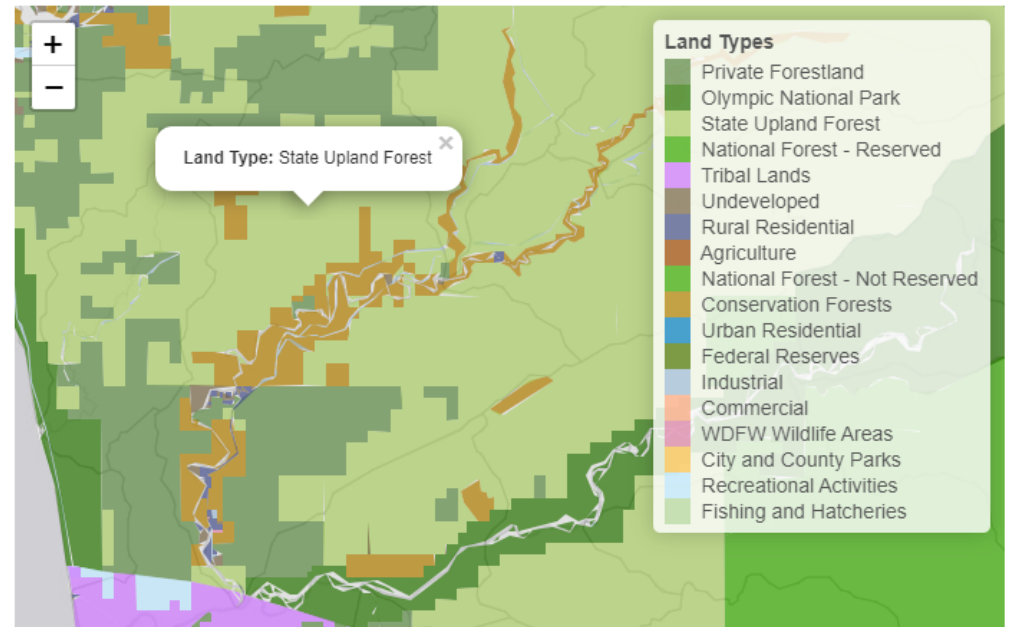 +
−
Land Type: State Upland Forest ×
Land Types
Private Forestland
Olympic National Park
State Upland Forest
National Forest - Reserved
Tribal Lands
Undeveloped
Rural Residential
Agriculture
National Forest - Not Reserved
Conservation Forests
Urban Residential
Federal Reserves
Industrial
Commercial
WDFW Wildlife Areas
City and County Parks
Recreational Activities
Fishing and Hatcheries